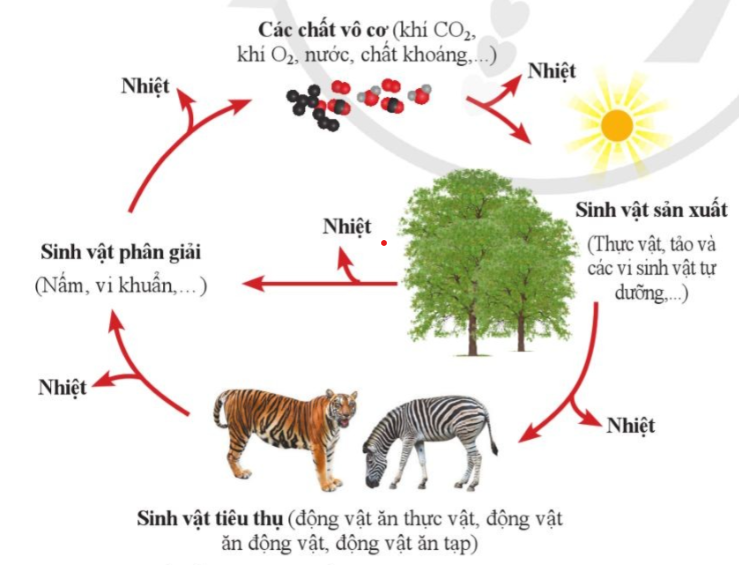 Các chất vô cơ (khí CO₂,
khí O₂, nước, chất khoáng,...)
Nhiệt
Nhiệt
Sinh vật sản xuất
(Thực vật, tảo và
các vi sinh vật tự
dưỡng,...)
Nhiệt
Sinh vật phân giải
(Nấm, vi khuẩn,...)
Nhiệt
Nhiệt
Sinh vật tiêu thụ (động vật ăn thực vật, động vật
ăn động vật, động vật ăn tạp)